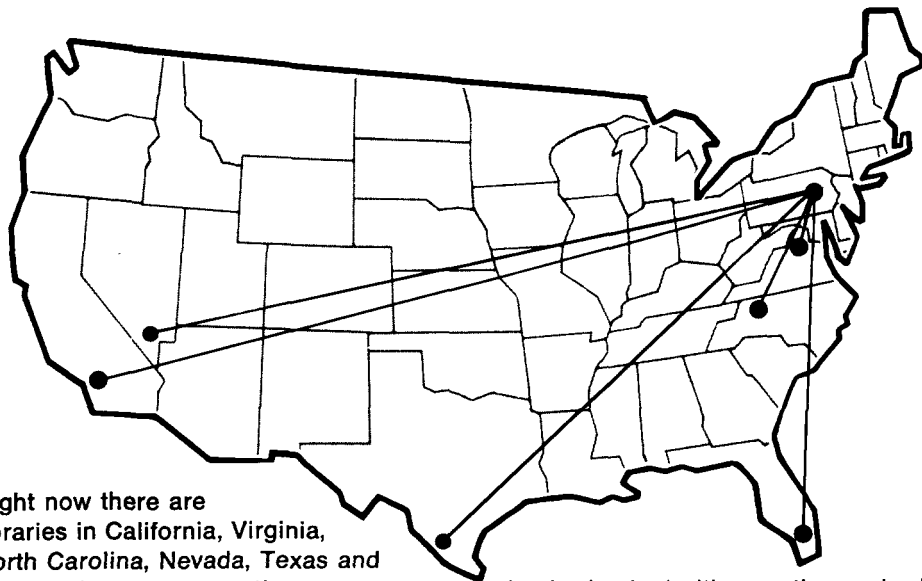 ght now there are
raries in California, Virginia,
orth Carolina, Nevada, Texas and